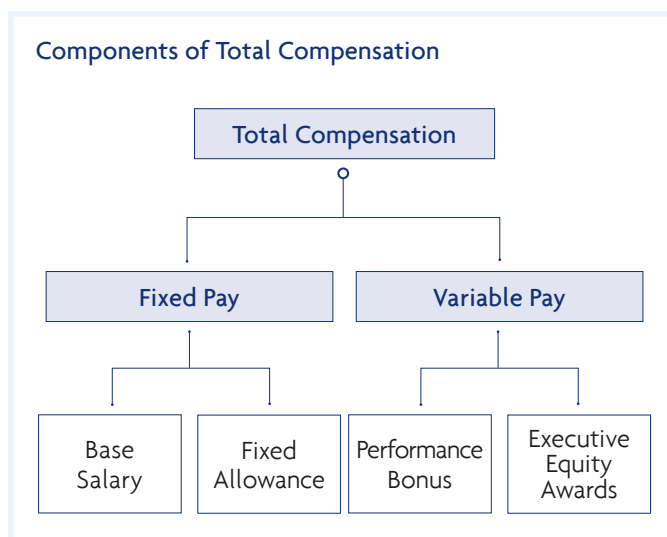 Components of Total Compensation
Total Compensation
Fixed Pay
Variable Pay
Base
Salary
Fixed
Allowance
Performance
Bonus
Executive
Equity
Awards